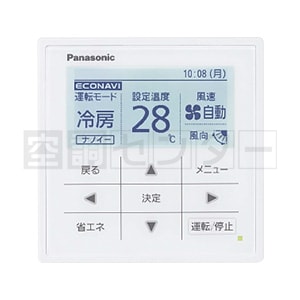 Panasonic
10:08 (月)
ECONAVI
運転モード
設定温度
風速
冷房
28℃
自動
ナノイー
風向
空調センター
戻る
▲
メニュー
◀
決定
▶
省エネ
▼
運転/停止